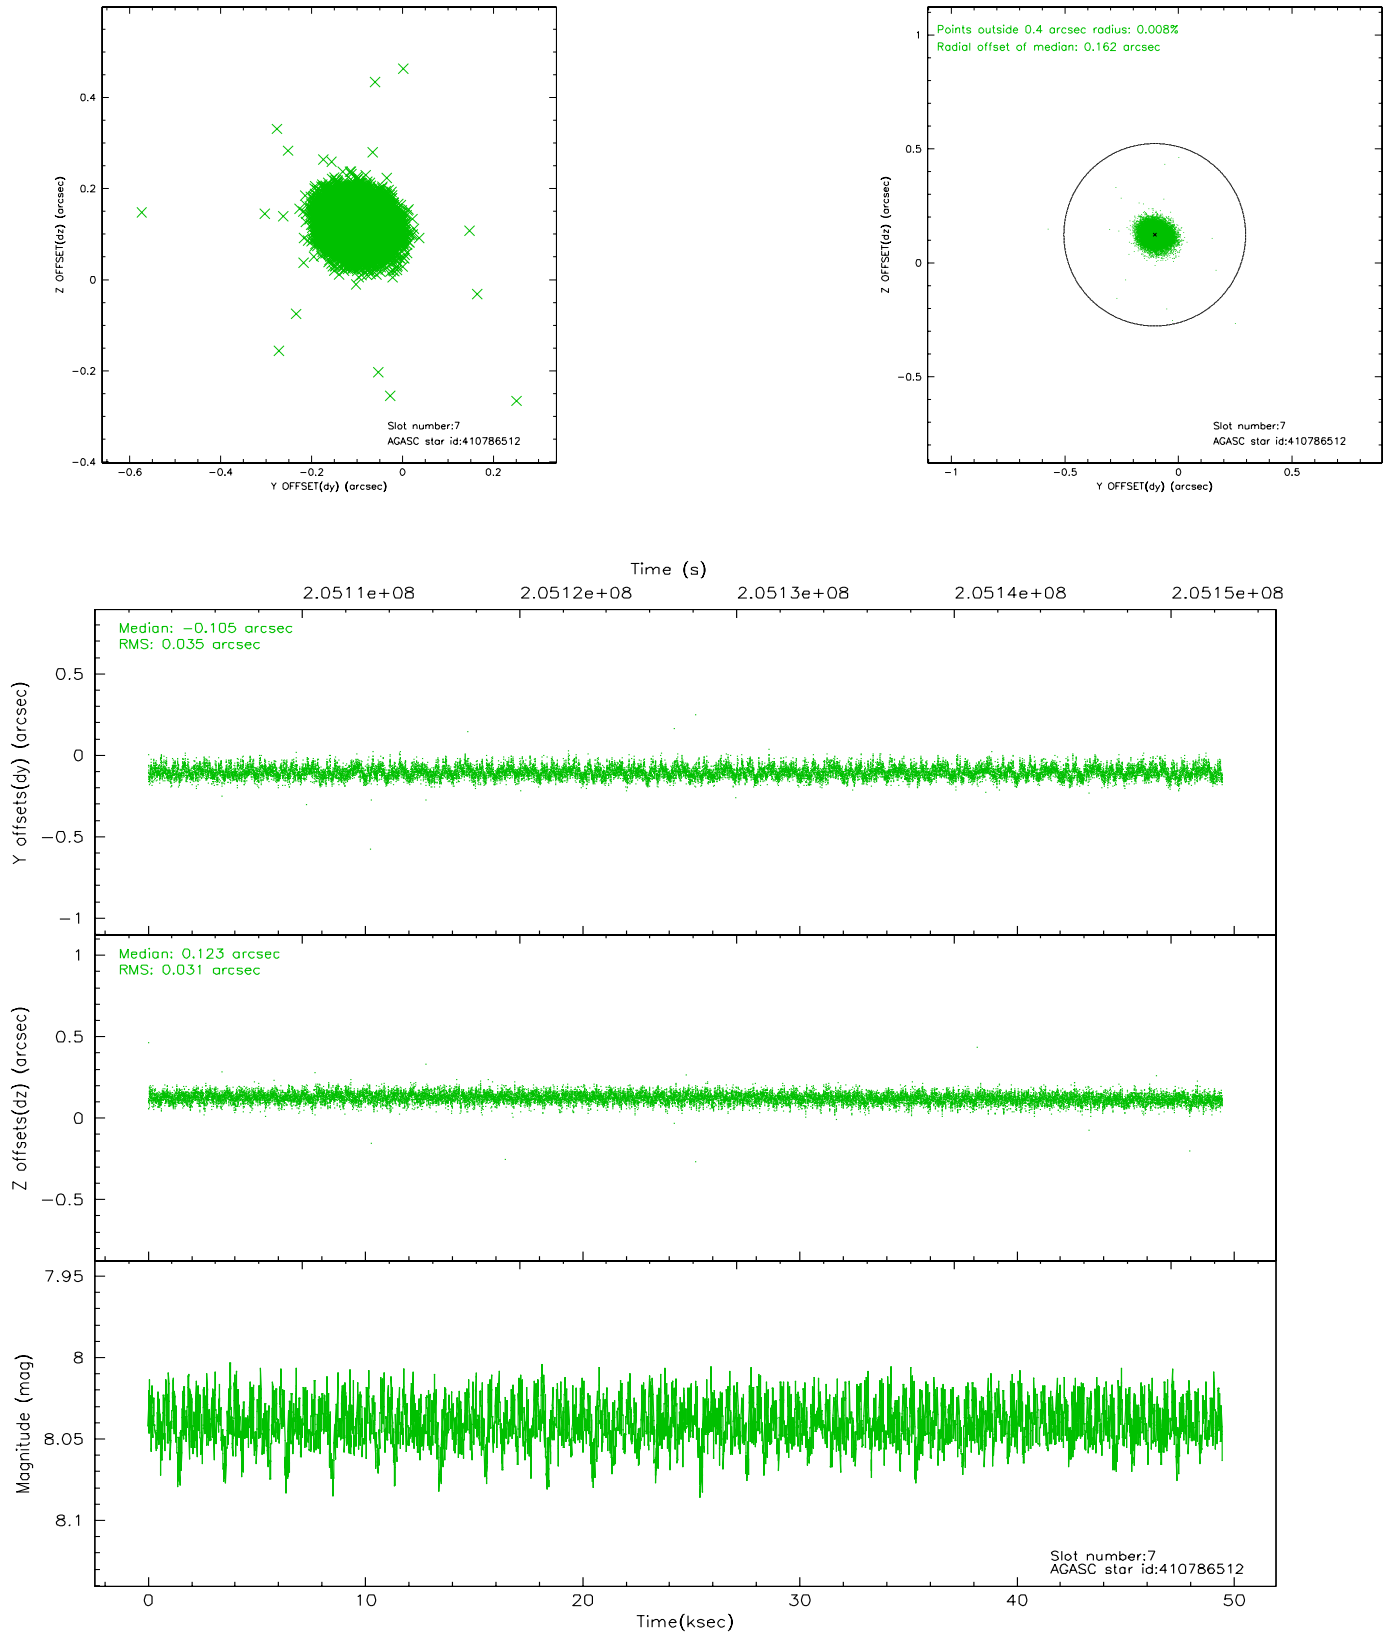 0.4
0.2
0
−0.2
−0.4
Z OFFSET(dz) (arcsec)
Slot number:7
AGASC star id:410786512
−0.6 −0.4 −0.2 0 0.2
Y OFFSET(dy) (arcsec)
Points outside 0.4 arcsec radius: 0.008%
Radial offset of median: 0.162 arcsec
1
0.5
0
−0.5
Z OFFSET(dz) (arcsec)
Slot number:7
AGASC star id:410786512
−1 −0.5 0 0.5
Y OFFSET(dy) (arcsec)
Time (s)
2.0511e+08 2.0512e+08 2.0513e+08 2.0514e+08 2.0515e+08
Median: −0.105 arcsec
RMS: 0.035 arcsec
0.5
0
−0.5
−1
Y offsets(dy) (arcsec)
Median: 0.123 arcsec
RMS: 0.031 arcsec
1
0.5
0
−0.5
Z offsets(dz) (arcsec)
7.95
8
8.05
8.1
Magnitude (mag)
Slot number:7
AGASC star id:410786512
0 10 20 30 40 50
Time(ksec)